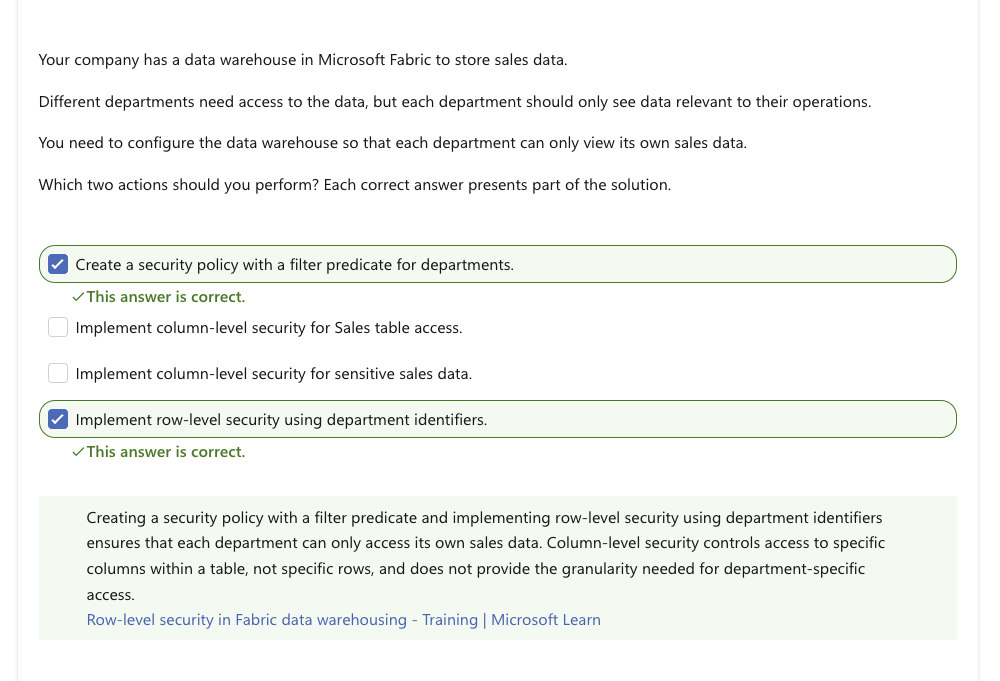 Your company has a data warehouse in Microsoft Fabric to store sales data.
Different departments need access to the data, but each department should only see data relevant to their operations.
You need to configure the data warehouse so that each department can only view its own sales data.
Which two actions should you perform? Each correct answer presents part of the solution.
Create a security policy with a filter predicate for departments.
This answer is correct.
Implement column-level security for Sales table access.
Implement column-level security for sensitive sales data.
Implement row-level security using department identifiers.
This answer is correct.
Creating a security policy with a filter predicate and implementing row-level security using department identifiers
ensures that each department can only access its own sales data. Column-level security controls access to specific
columns within a table, not specific rows, and does not provide the granularity needed for department-specific
access.
Row-level security in Fabric data warehousing - Training | Microsoft Learn